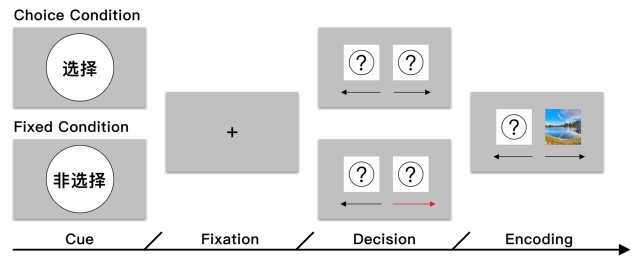 Choice Condition
选择
? ?
Fixed Condition
非选择
+
? ?
?
Cue
Fixation
Decision
Encoding